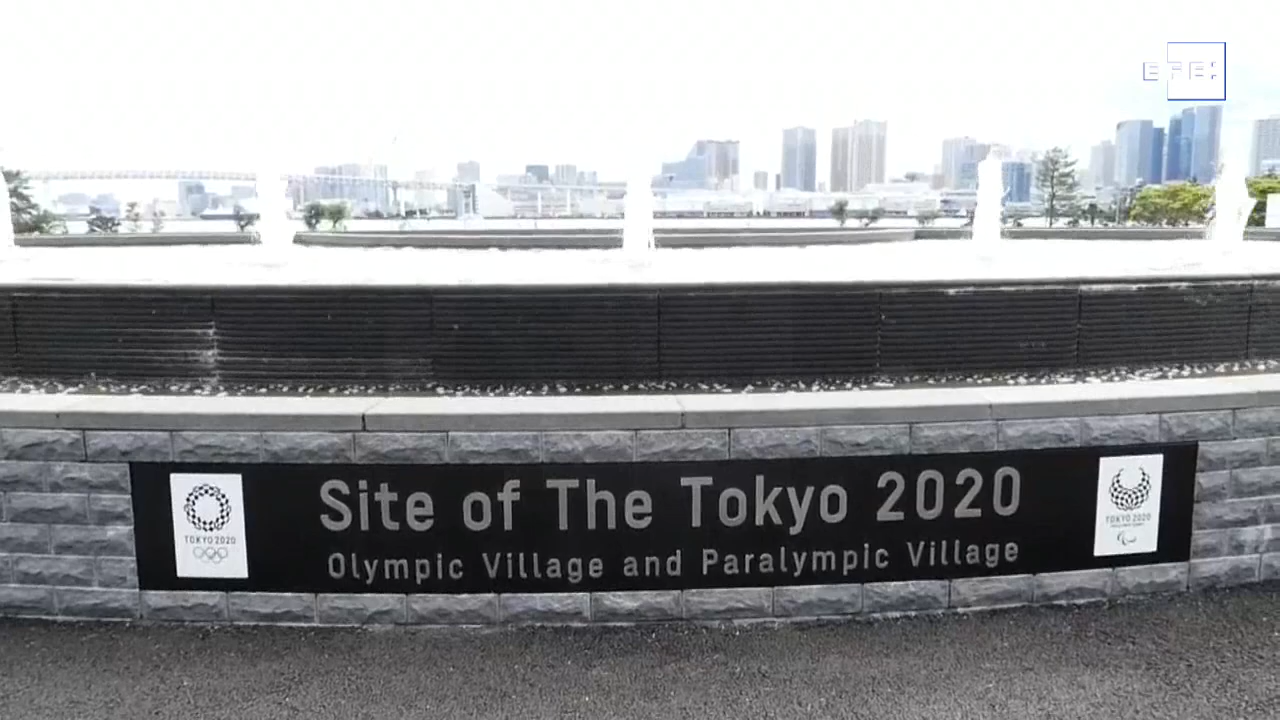 EFE:
Site of The Tokyo 2020
Olympic Village and Paralympic Village
TOKYO 2020
TOKYO 2020